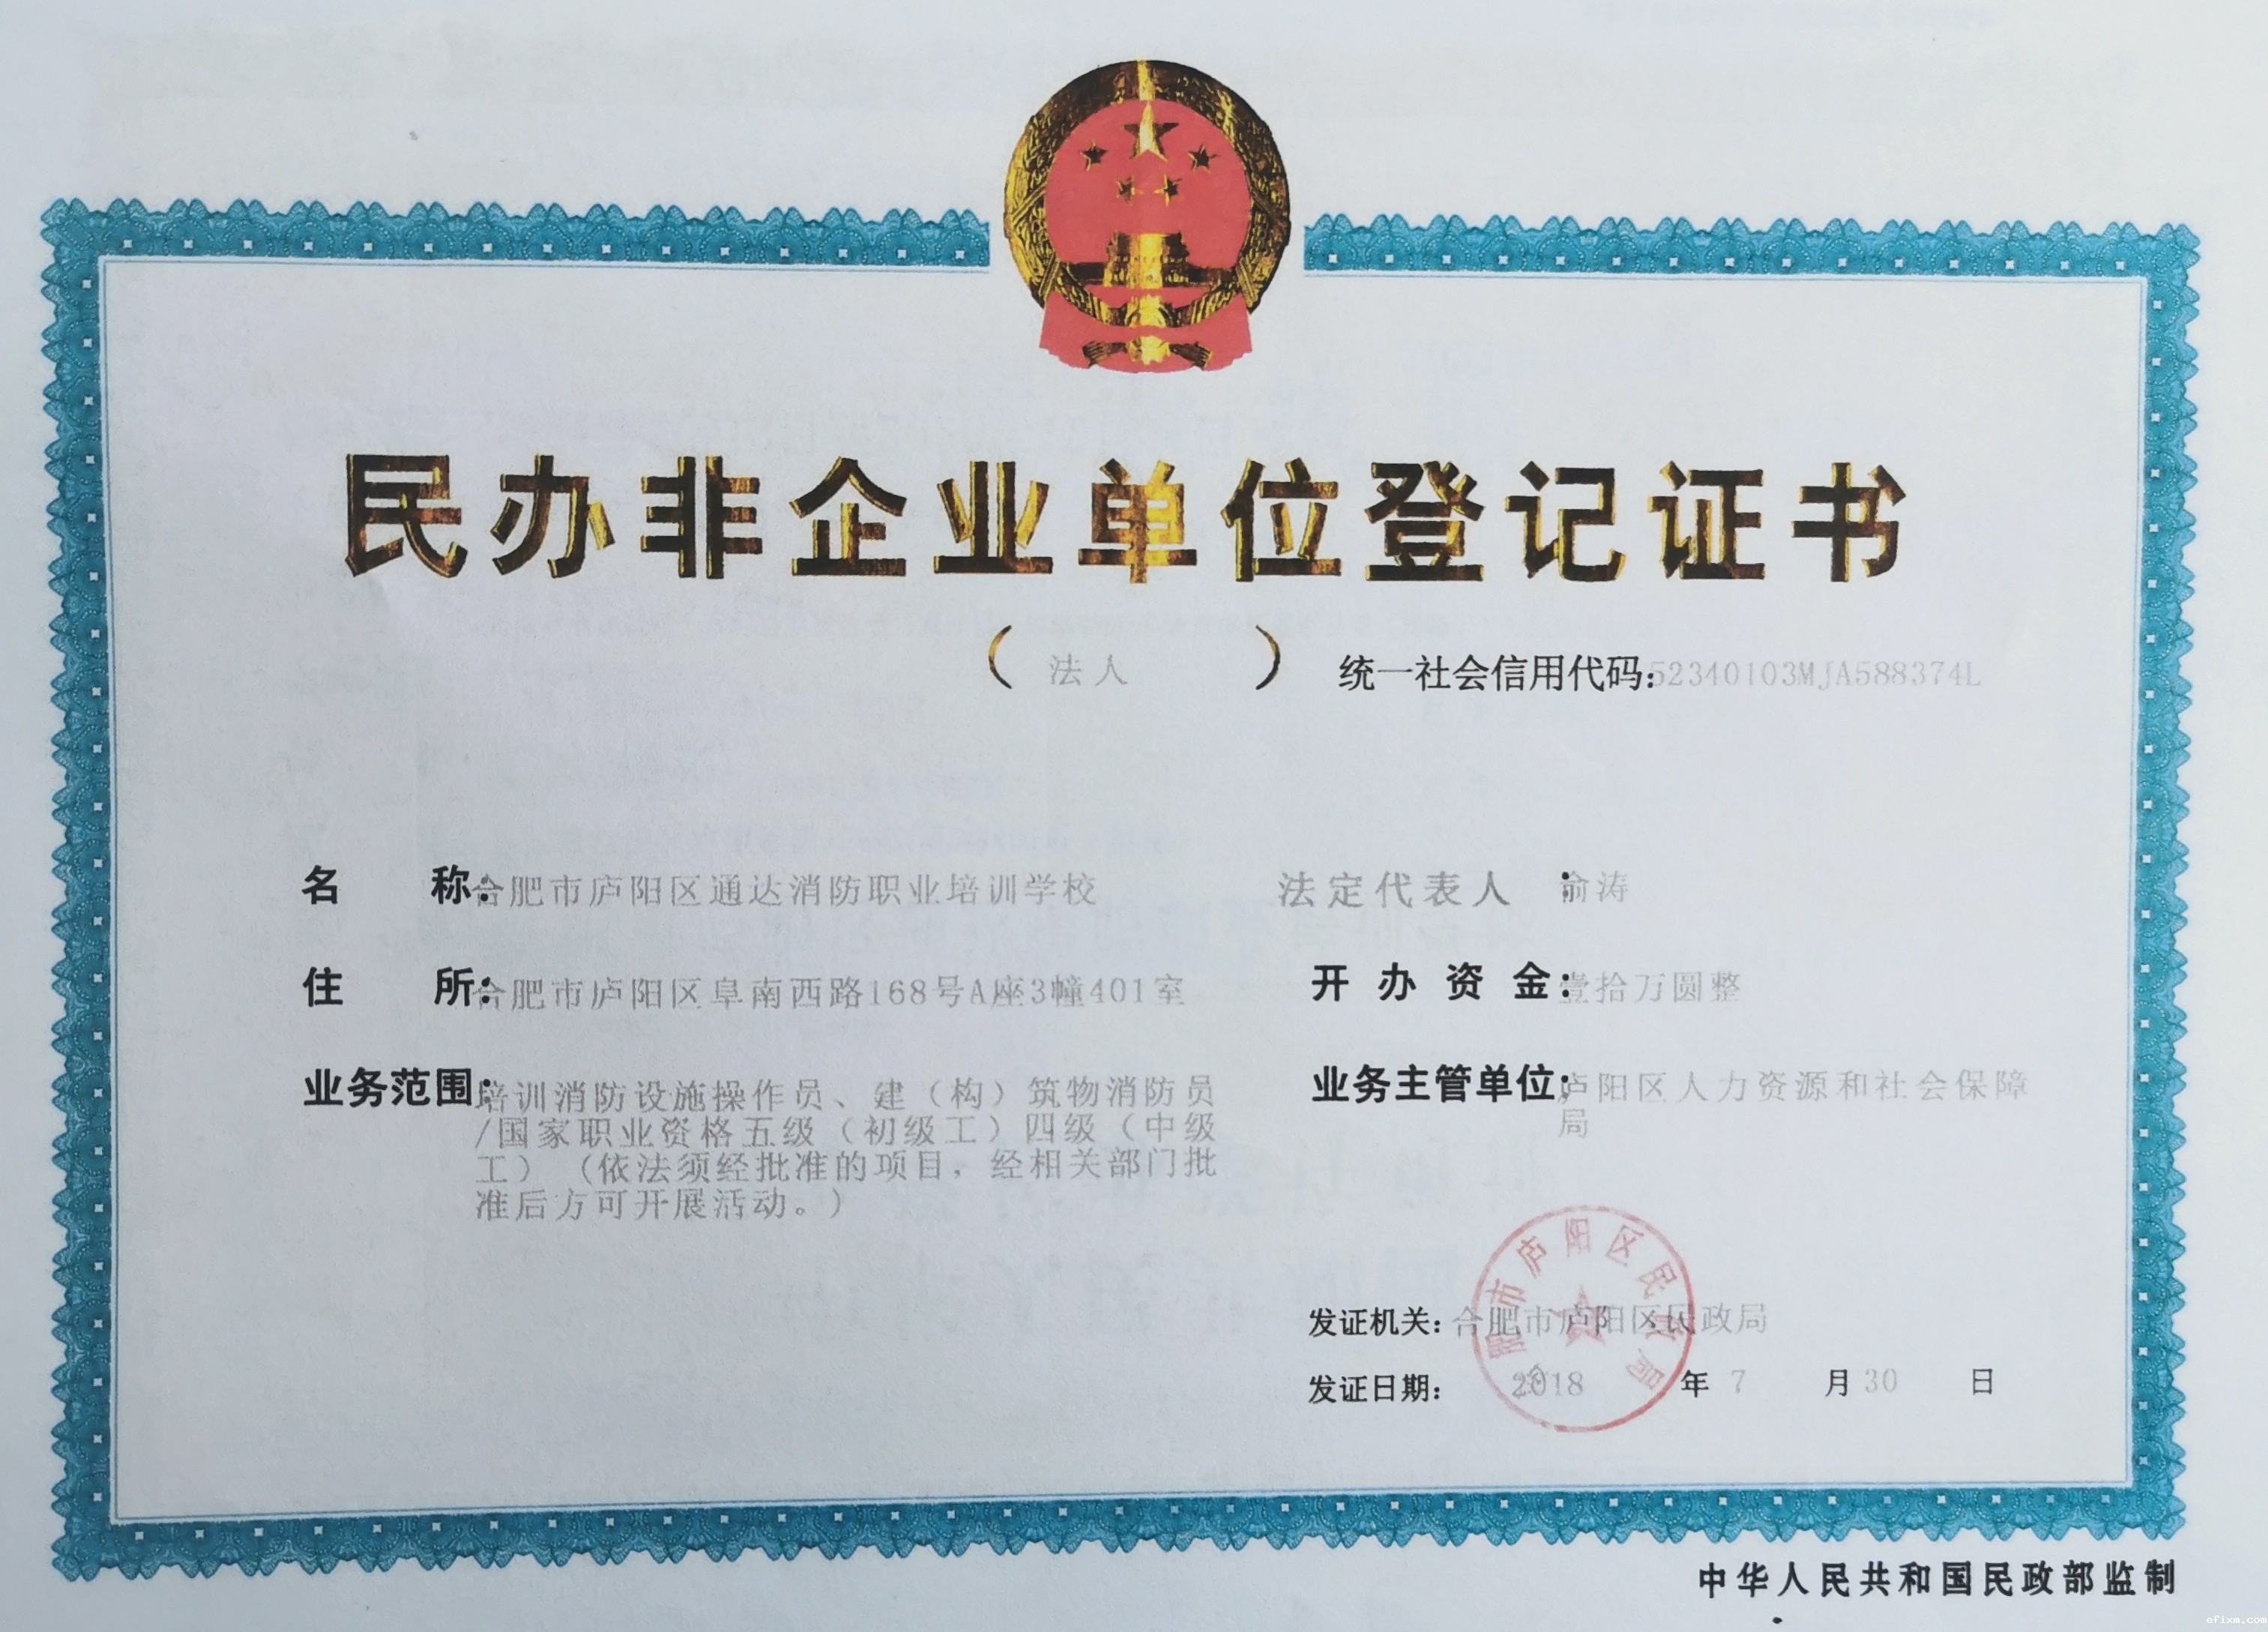 民办非企业单位登记证书
（法人）
统一社会信用代码:52340103MJA588374L
名 称:合肥市庐阳区通达消防职业培训学校
法定代表人:俞涛
住 所:合肥市庐阳区阜南西路168号A座3幢401室
开办资金:壹拾万圆整
业务范围:培训消防设施操作员、建（构）筑物消防员
/国家职业资格五级（初级工）四级（中级
工）（依法须经批准的项目，经相关部门批
准后方可开展活动。）
业务主管单位:庐阳区人力资源和社会保障
局
发证机关:合肥市庐阳区民政局
发证日期: 2018 年 7 月 30 日
合肥市庐阳区民政局
中华人民共和国民政部监制
efixm.com